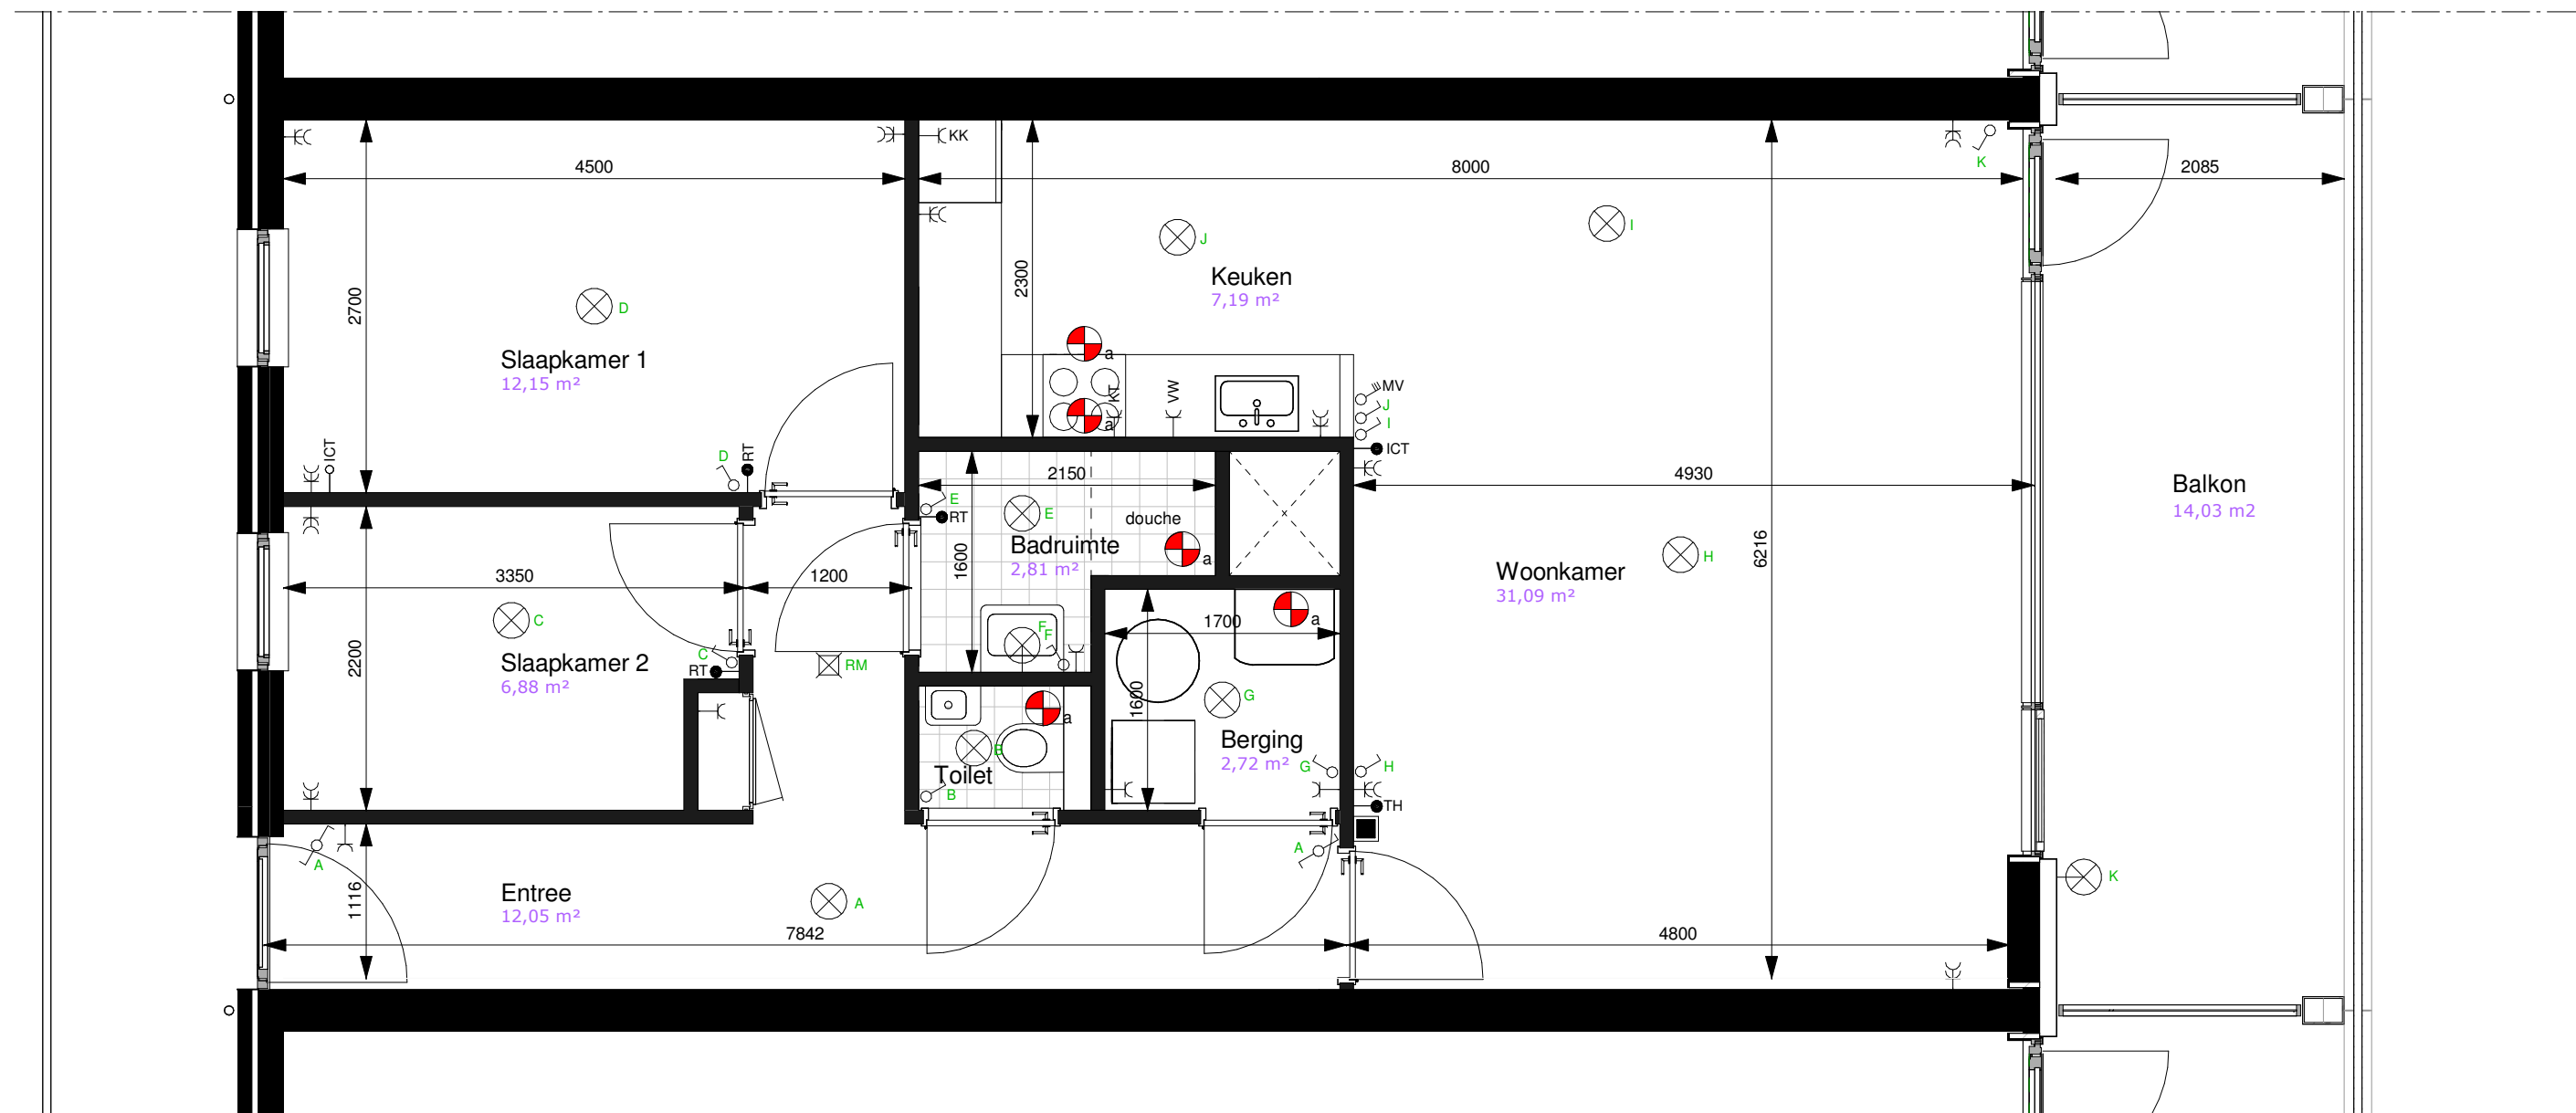 KK
4500
8000
2085
K
I
J
Keuken
7,19 m²
2300
2700
D
Slaapkamer 1
12,15 m²
a
KT
VW
a
MV
J
I
ICT
ICT
D
RT
2150
4930
E
RT
E
douche
Badruimte
2,81 m²
a
1600
6216
H
Woonkamer
31,09 m²
Balkon
14,03 m2
3350
1200
C
2200
Slaapkamer 2
6,88 m²
C
RT
RM
F
F
1700
a
1600
G
a
B
Toilet
B
Berging
2,72 m²
G
H
TH
A
A
1116
Entree
12,05 m²
A
K
7842
4800